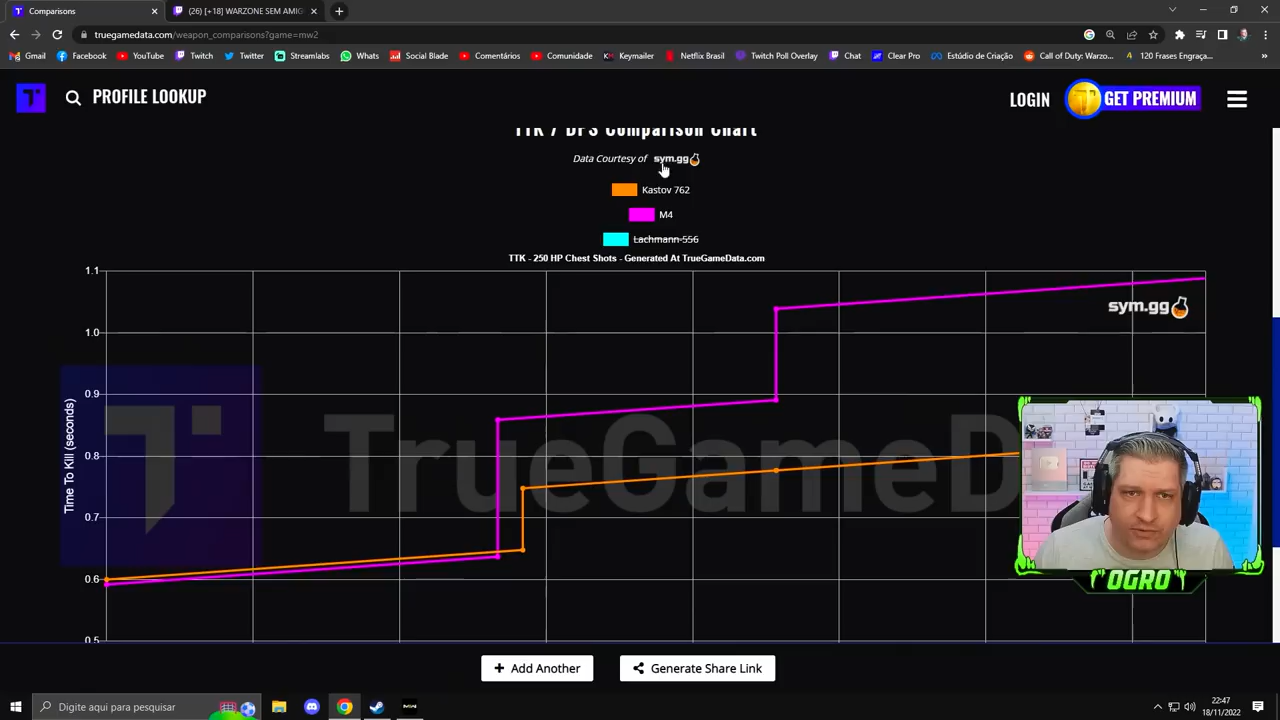 Comparisons
(26) [+18] WARZONE SEM AMIG
truegamedata.com/weapon_comparisons?game=mw2
Gmail
Facebook
YouTube
Twitch
Twitter
Streamlabs
Whats
Social Blade
Comentários
Comunidade
Keymailer
Netflix Brasil
Twitch Poll Overlay
Chat
Clear Pro
Estúdio de Criação
Call of Duty: Warzo...
120 Frases Engraça...
PROFILE LOOKUP
LOGIN
GET PREMIUM
TTK / DPS Comparison Chart
Data Courtesy of sym.gg
Kastov 762
M4
Lachmann-556
TTK - 250 HP Chest Shots - Generated At TrueGameData.com
1.1
1.0
0.9
0.8
0.7
0.6
0.5
Time To Kill (seconds)
sym.gg
TrueGameD
OGRO
+ Add Another
Generate Share Link
Digite aqui para pesquisar
22:47
18/11/2022